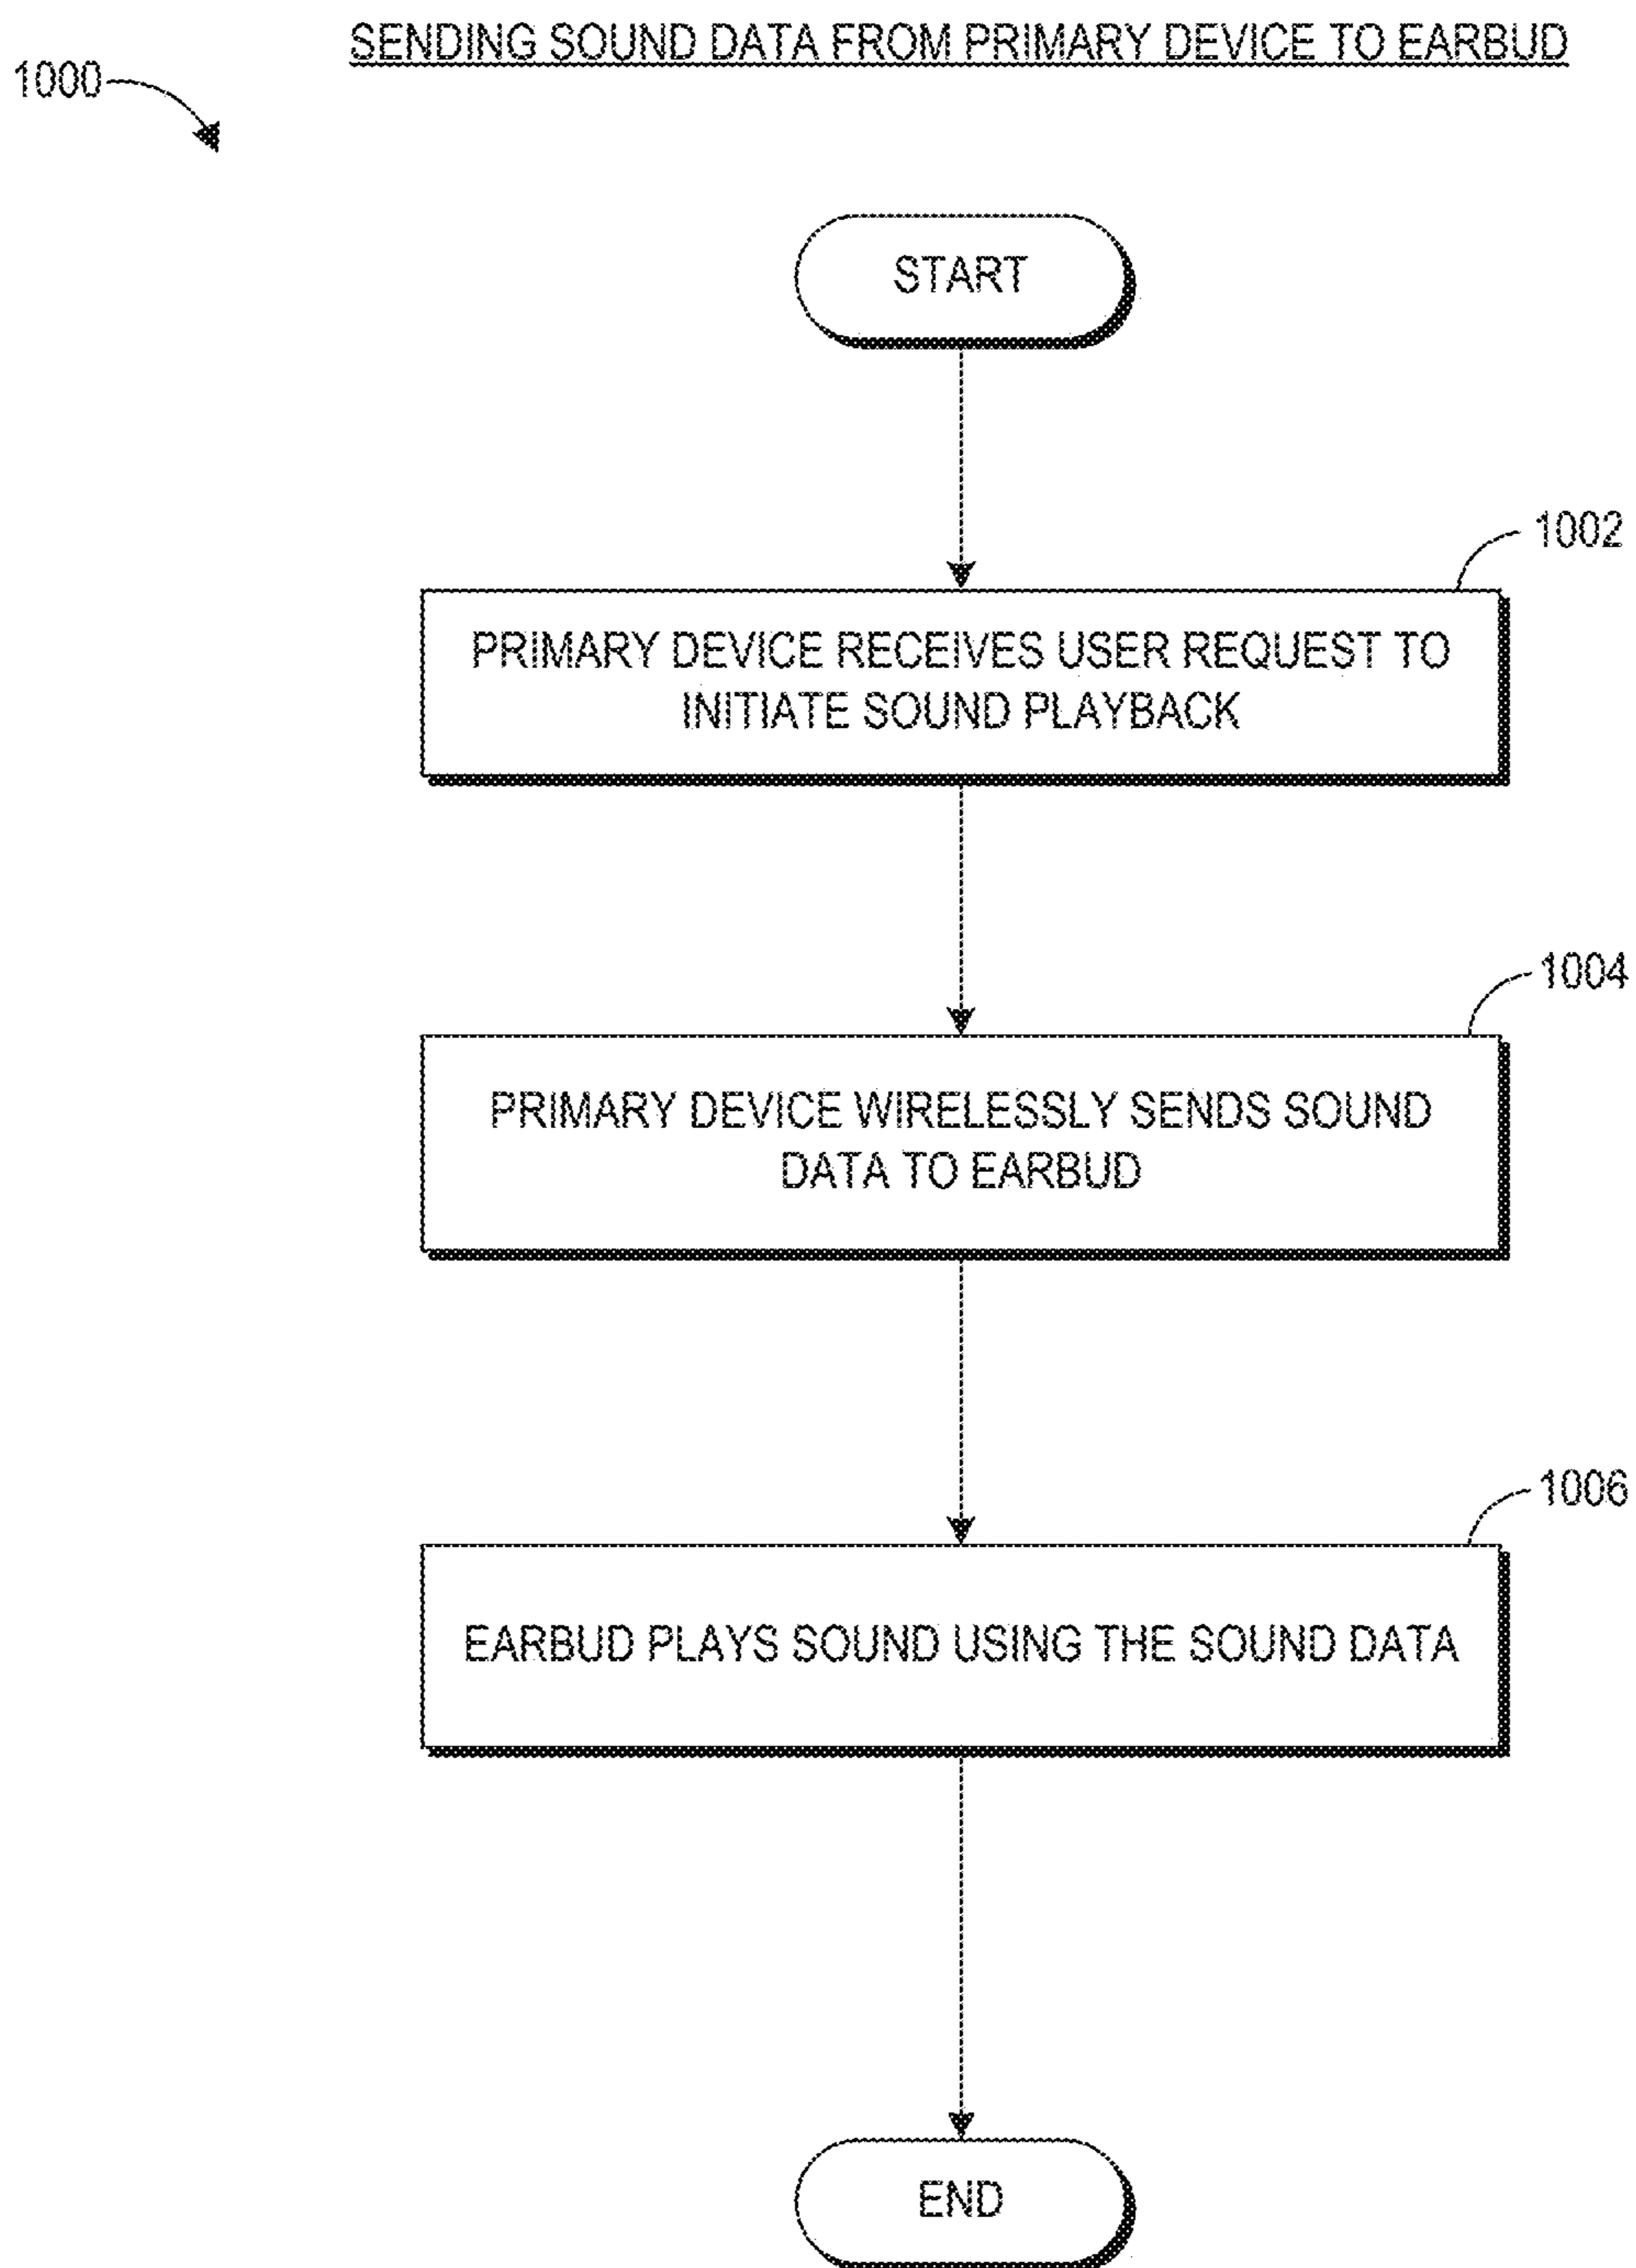 SENDING SOUND DATA FROM PRIMARY DEVICE TO EARBUD
1000
START
1002
PRIMARY DEVICE RECEIVES USER REQUEST TO
INITIATE SOUND PLAYBACK
1004
PRIMARY DEVICE WIRELESSLY SENDS SOUND
DATA TO EARBUD
1006
EARBUD PLAYS SOUND USING THE SOUND DATA
END